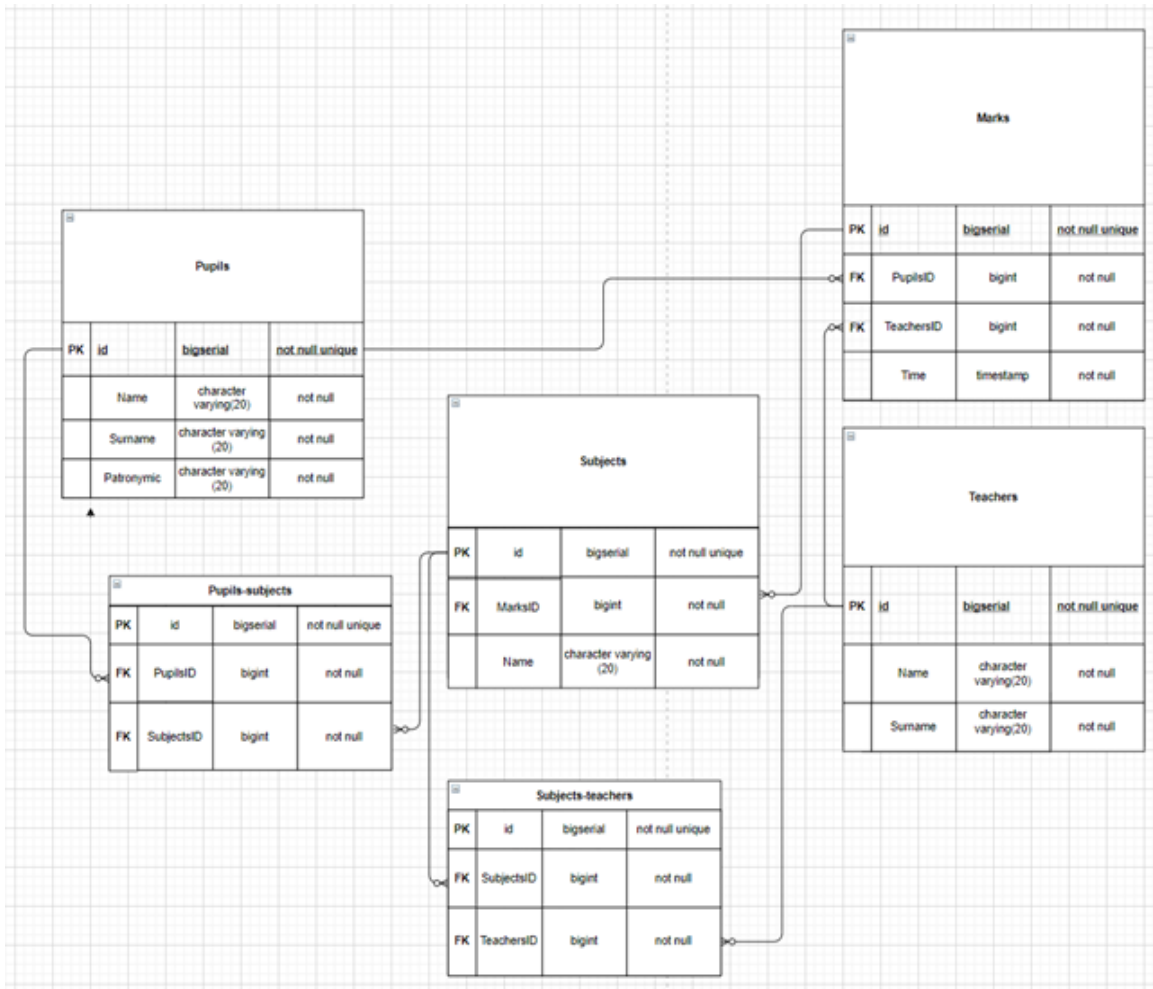 Marks
PK id bigserial not null unique
FK PupilsID bigint not null
FK TeachersID bigint not null
Time timestamp not null
Pupils
PK id bigserial not null unique
Name character varying(20) not null
Surname character varying (20) not null
Patronymic character varying (20) not null
Subjects
PK id bigserial not null unique
FK MarksID bigint not null
Name character varying (20) not null
Teachers
PK id bigserial not null unique
Name character varying(20) not null
Surname character varying(20) not null
Pupils-subjects
PK id bigserial not null unique
FK PupilsID bigint not null
FK SubjectsID bigint not null
Subjects-teachers
PK id bigserial not null unique
FK SubjectsID bigint not null
FK TeachersID bigint not null